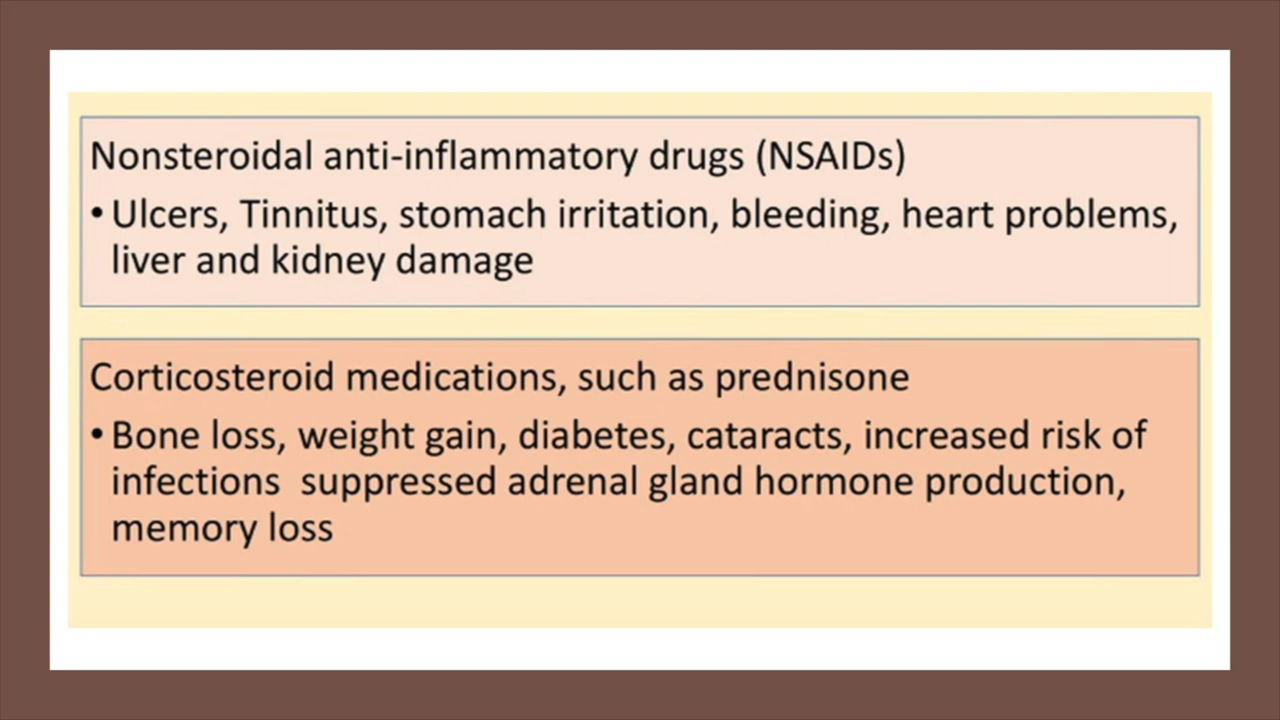 Nonsteroidal anti-inflammatory drugs (NSAIDs)
• Ulcers, Tinnitus, stomach irritation, bleeding, heart problems,
liver and kidney damage
Corticosteroid medications, such as prednisone
• Bone loss, weight gain, diabetes, cataracts, increased risk of
infections  suppressed adrenal gland hormone production,
memory loss